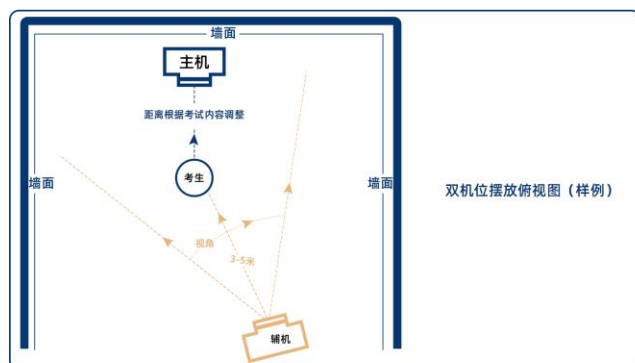 墙面
主机
距离根据考试内容调整
考生
墙面
墙面
双机位摆放俯视图（样例）
视角
3-5米
辅机